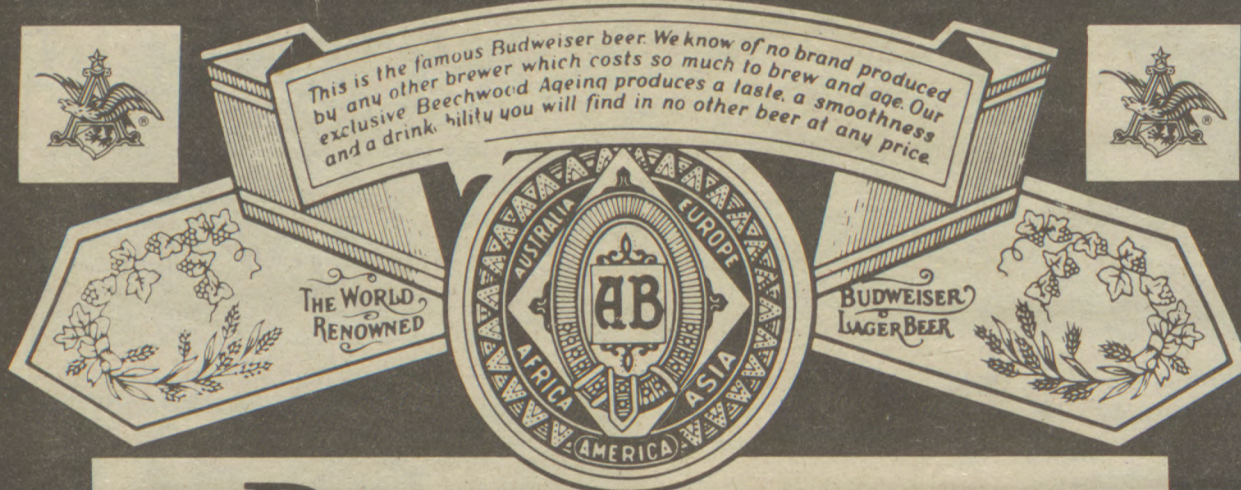 This is the famous Budweiser beer. We know of no brand produced
by any other brewer which costs so much to brew and age. Our
exclusive Beechwood Ageing produces a taste, a smoothness
and a drink bility you will find in no other beer at any price.
®
®
AUSTRALIA
EUROPE
THE WORLD
RENOWNED
AB
BUDWEISER
LAGER BEER
AFRICA
ASIA
AMERICA